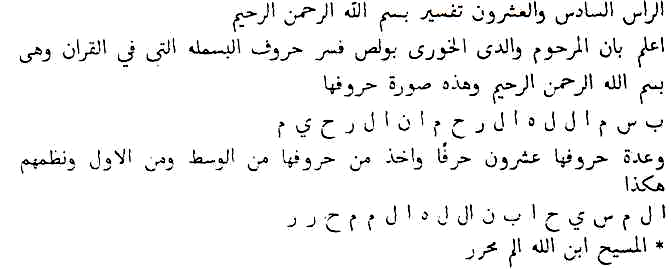 الراس السادس والعشرون تفسير بسم الله الرحمن الرحيم
اعلم بان المرحوم والدى الخورى بولص فسر حروف البسمله التى في القران وهى
بسم الله الرحمن الرحيم وهذه صورة حروفها
ب س م ا ل ل ه ا ل ر ح م ا ن ا ل ر ح ي م
وعدة حروفها عشرون حرفًا واخذ من حروفها من الوسط ومن الاول ونظمهم
هكذا
ا ل م س ي ح ا ب ن ا ل ل ه ا ل م م ح ر ر
* المسيح ابن الله الم محرر